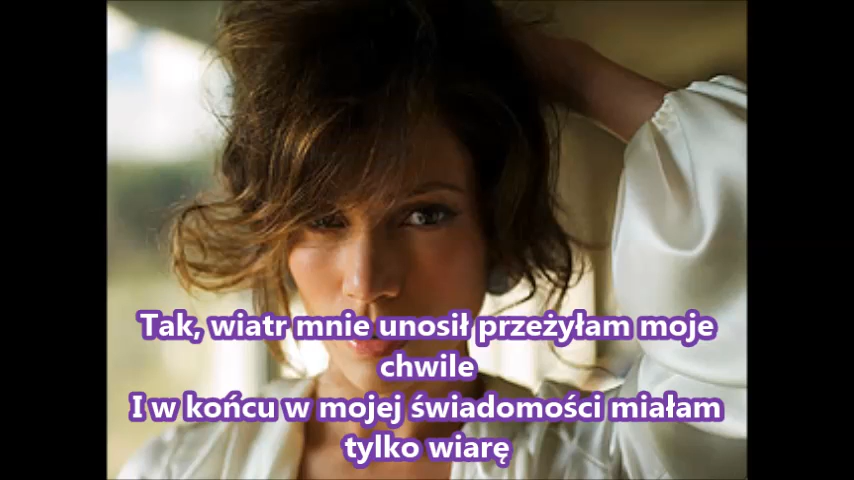 Tak, wiatr mnie unosił przeżyłam moje
chwile
I w końcu w mojej świadomości miałam
tylko wiarę